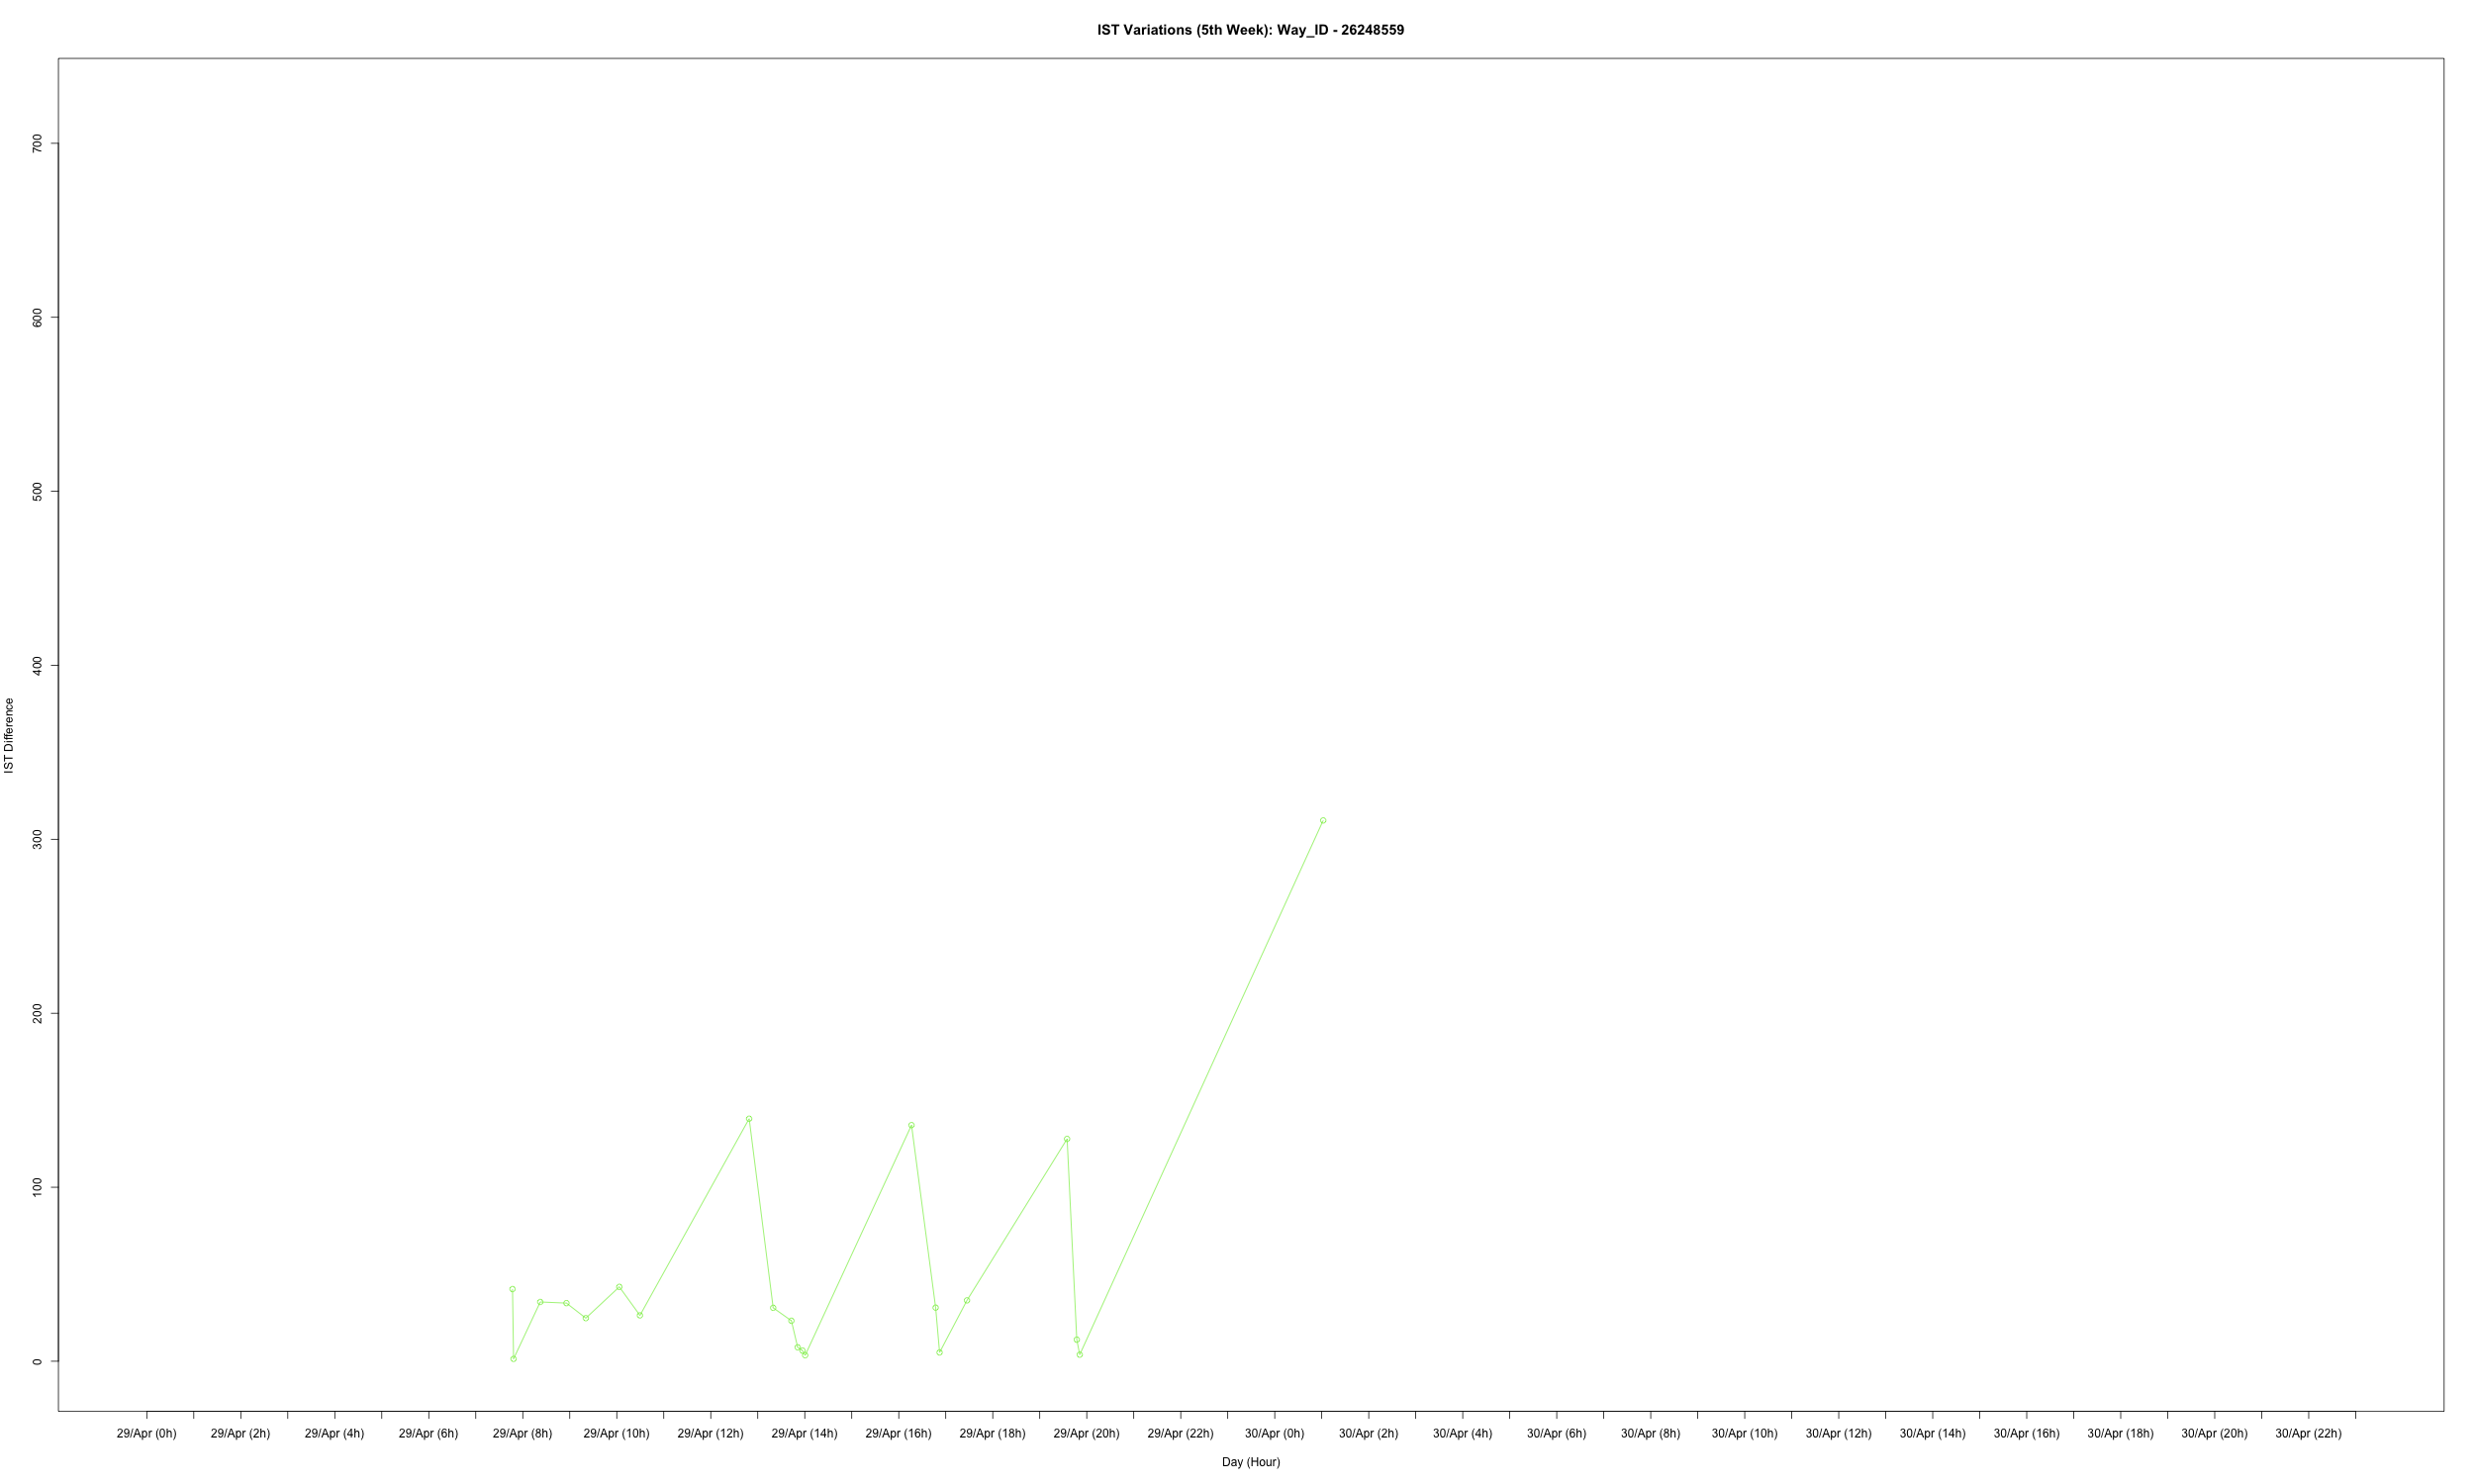 IST Variations (5th Week): Way_ID - 26248559
IST Difference
700
600
500
400
300
200
100
0
29/Apr (0h) 29/Apr (2h) 29/Apr (4h) 29/Apr (6h) 29/Apr (8h) 29/Apr (10h) 29/Apr (12h) 29/Apr (14h) 29/Apr (16h) 29/Apr (18h) 29/Apr (20h) 29/Apr (22h) 30/Apr (0h) 30/Apr (2h) 30/Apr (4h) 30/Apr (6h) 30/Apr (8h) 30/Apr (10h) 30/Apr (12h) 30/Apr (14h) 30/Apr (16h) 30/Apr (18h) 30/Apr (20h) 30/Apr (22h)
Day (Hour)